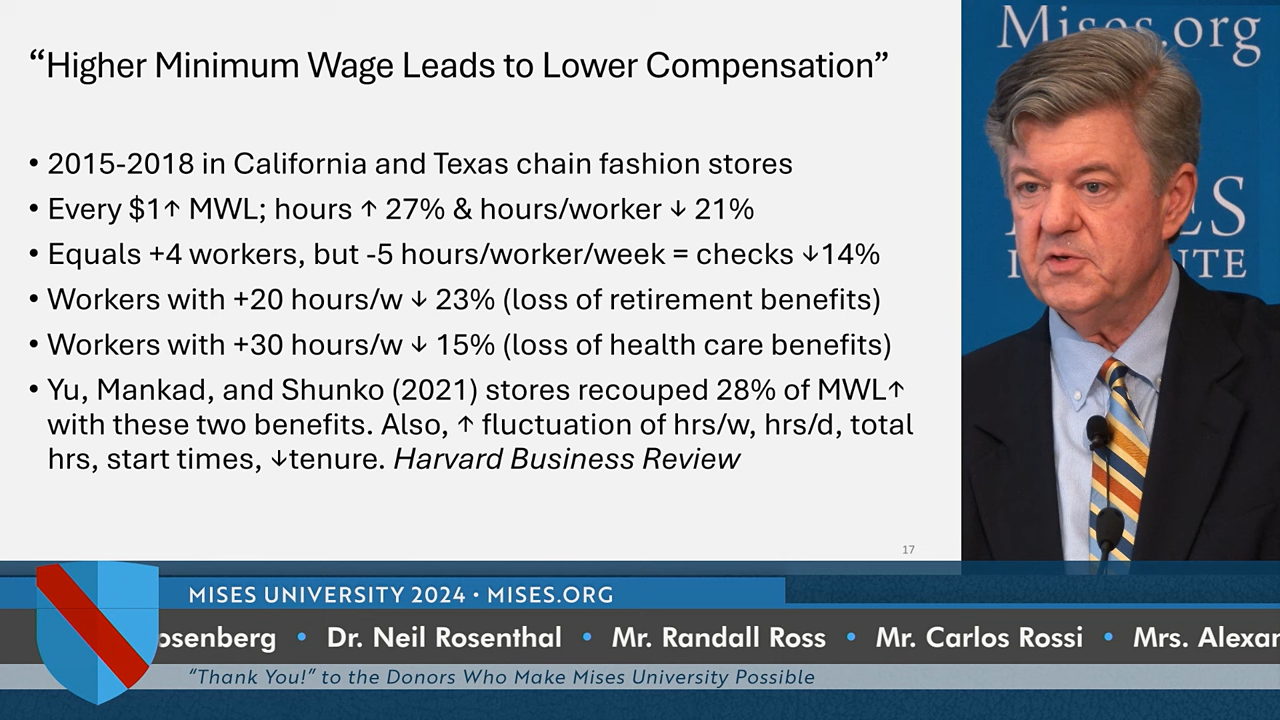 “Higher Minimum Wage Leads to Lower Compensation”
• 2015-2018 in California and Texas chain fashion stores
• Every $1↑ MWL; hours ↑ 27% & hours/worker ↓ 21%
• Equals +4 workers, but -5 hours/worker/week = checks ↓14%
• Workers with +20 hours/w ↓ 23% (loss of retirement benefits)
• Workers with +30 hours/w ↓ 15% (loss of health care benefits)
• Yu, Mankad, and Shunko (2021) stores recouped 28% of MWL↑
with these two benefits. Also, ↑ fluctuation of hrs/w, hrs/d, total
hrs, start times, ↓tenure. Harvard Business Review
17
Mises.org
MISES UNIVERSITY 2024 • MISES.ORG
osenberg • Dr. Neil Rosenthal • Mr. Randall Ross • Mr. Carlos Rossi • Mrs. Alexan
“Thank You!” to the Donors Who Make Mises University Possible